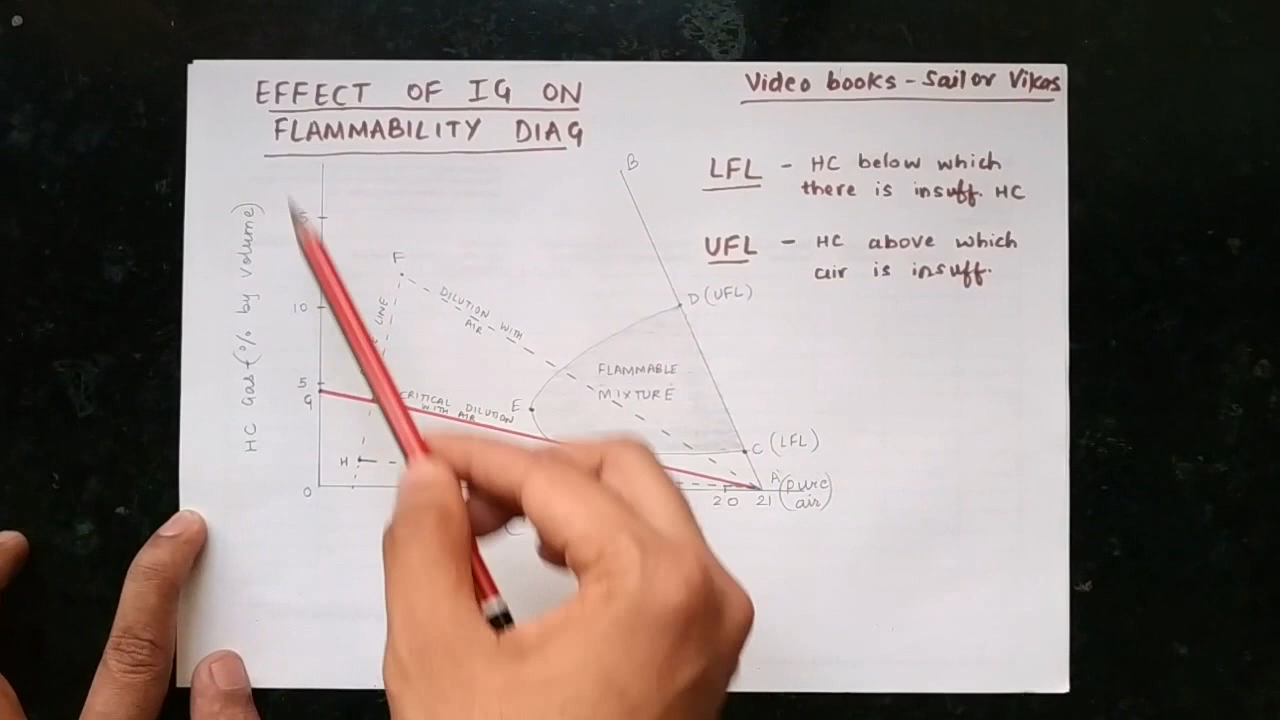 EFFECT OF IG ON
FLAMMABILITY DIAG
Video books - Sailor Vikas
LFL - HC below which
there is insuff. HC
UFL - HC above which
air is insuff.
HC Gas (% by volume)
B
F
D (UFL)
10
LINE
DILUTION WITH
AIR
FLAMMABLE
MIXTURE
5
G
CRITICAL DILUTION
WITH AIR
E
C (LFL)
H
0
A (pure
air)
20
21